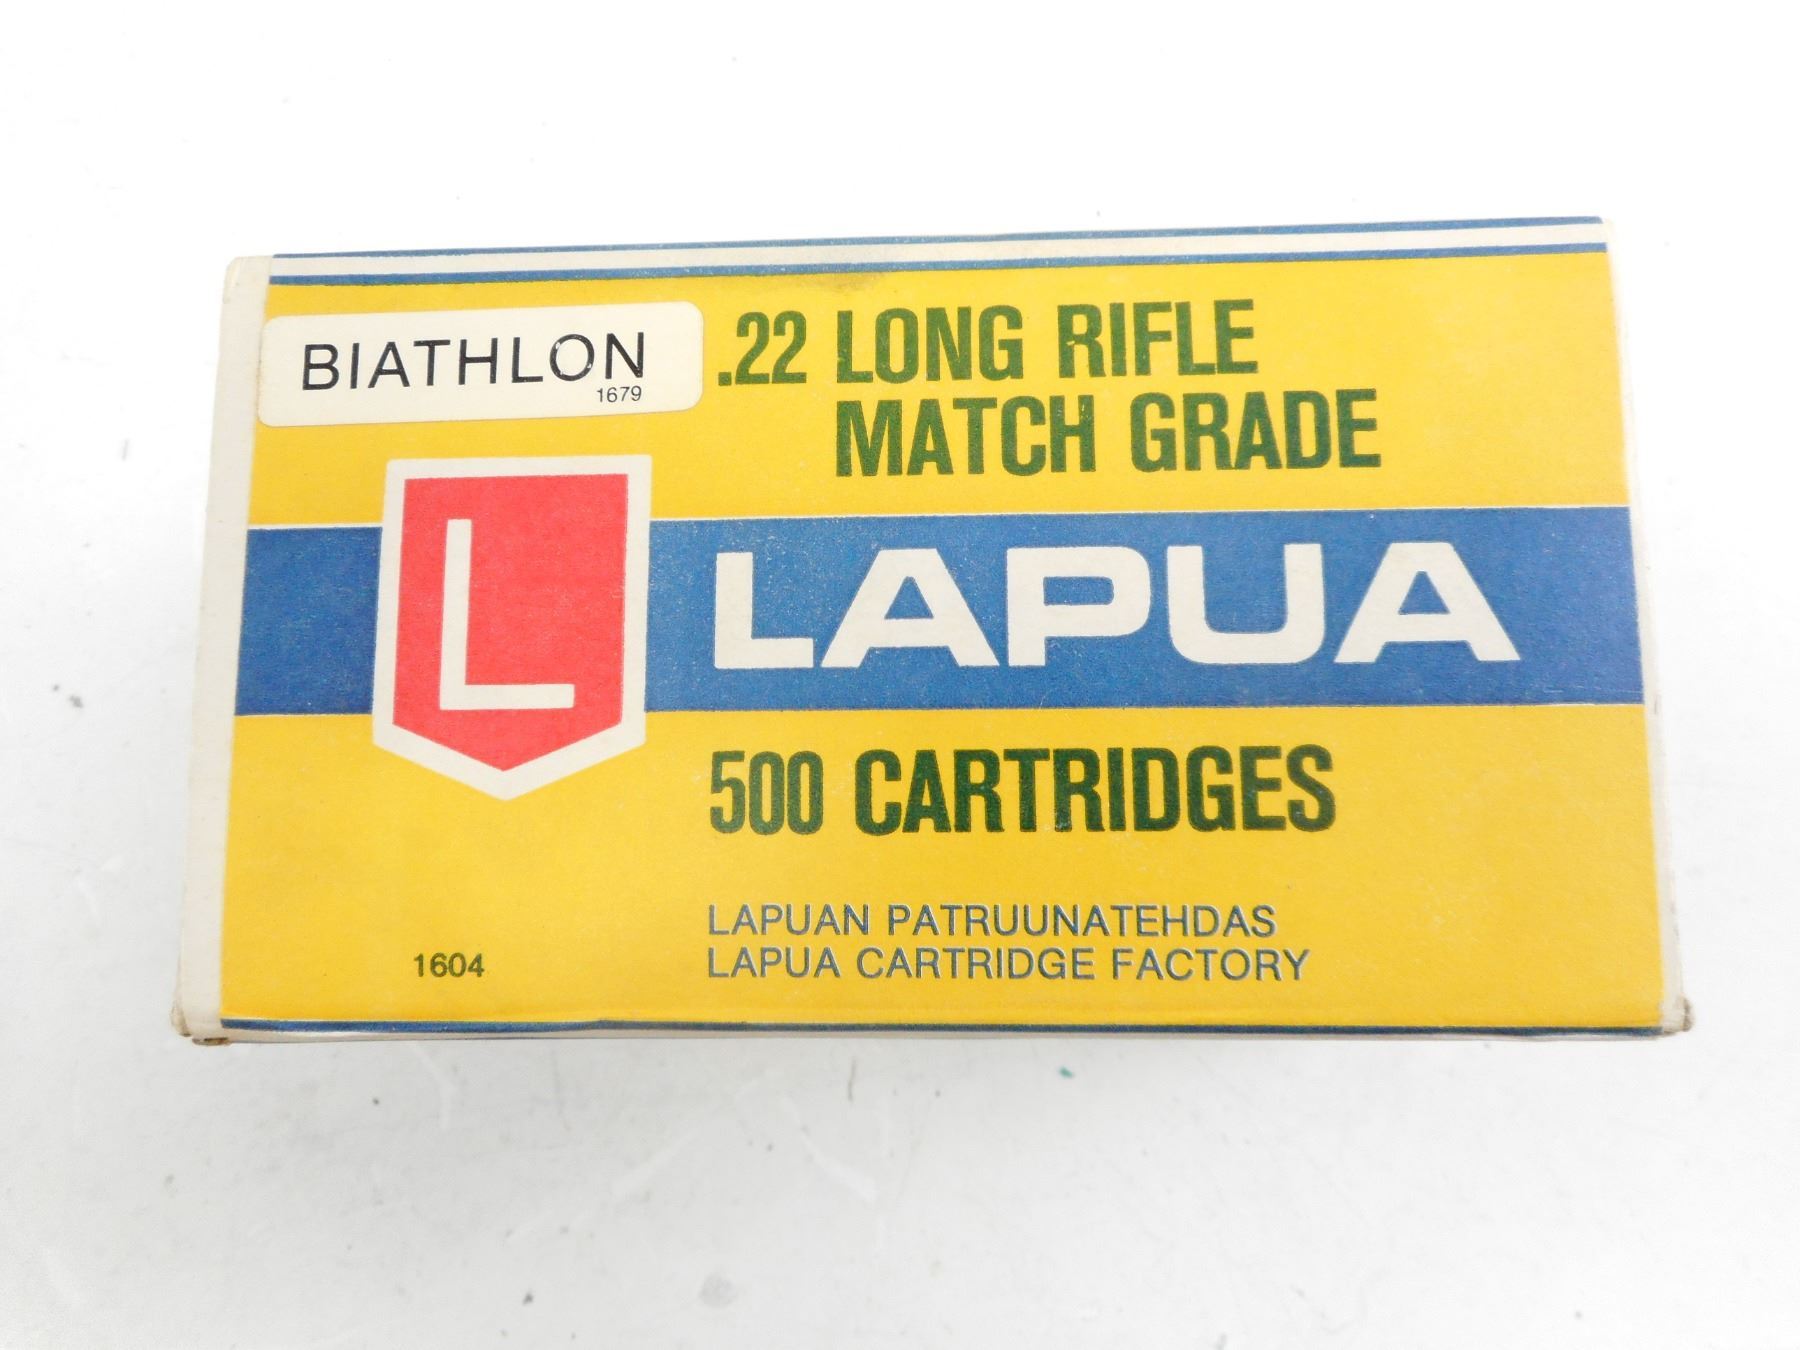 BIATHLON
1679
.22 LONG RIFLE
MATCH GRADE
L
LAPUA
500 CARTRIDGES
LAPUAN PATRUUNATEHDAS
LAPUA CARTRIDGE FACTORY
1604